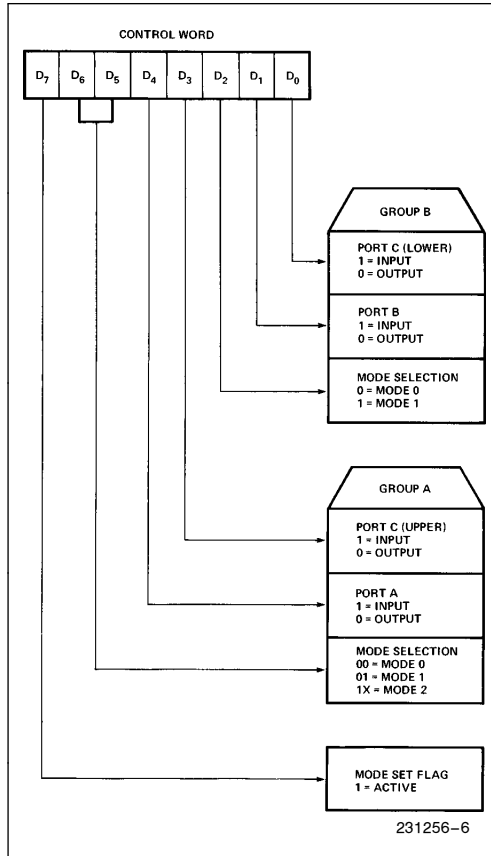 CONTROL WORD
D7 D6 D5 D4 D3 D2 D1 D0
GROUP B
PORT C (LOWER)
1 = INPUT
0 = OUTPUT
PORT B
1 = INPUT
0 = OUTPUT
MODE SELECTION
0 = MODE 0
1 = MODE 1
GROUP A
PORT C (UPPER)
1 = INPUT
0 = OUTPUT
PORT A
1 = INPUT
0 = OUTPUT
MODE SELECTION
00 = MODE 0
01 = MODE 1
1X = MODE 2
MODE SET FLAG
1 = ACTIVE
231256–6